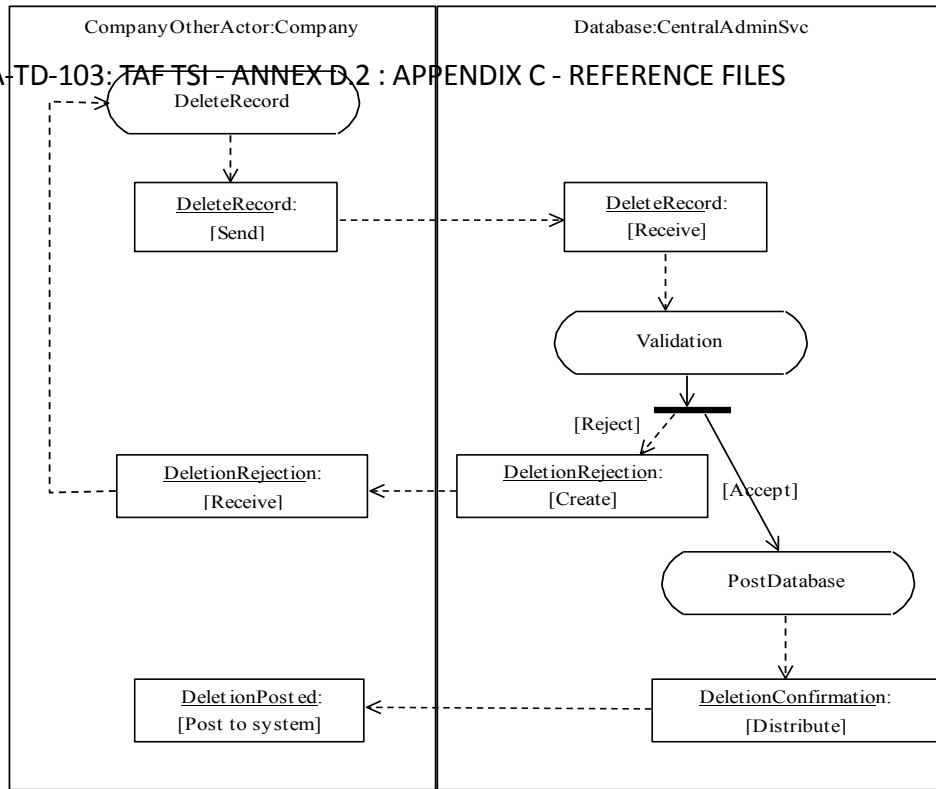 CompanyOtherActor:Company
Database:CentralAdminSvc
A-TD-103: TAF TSI - ANNEX D.2 : APPENDIX C - REFERENCE FILES
DeleteRecord
DeleteRecord:
[Send]
DeleteRecord:
[Receive]
Validation
[Reject]
DeletionRejection:
[Receive]
DeletionRejection:
[Create]
[Accept]
PostDatabase
DeletionPosted:
[Post to system]
DeletionConfirmation:
[Distribute]